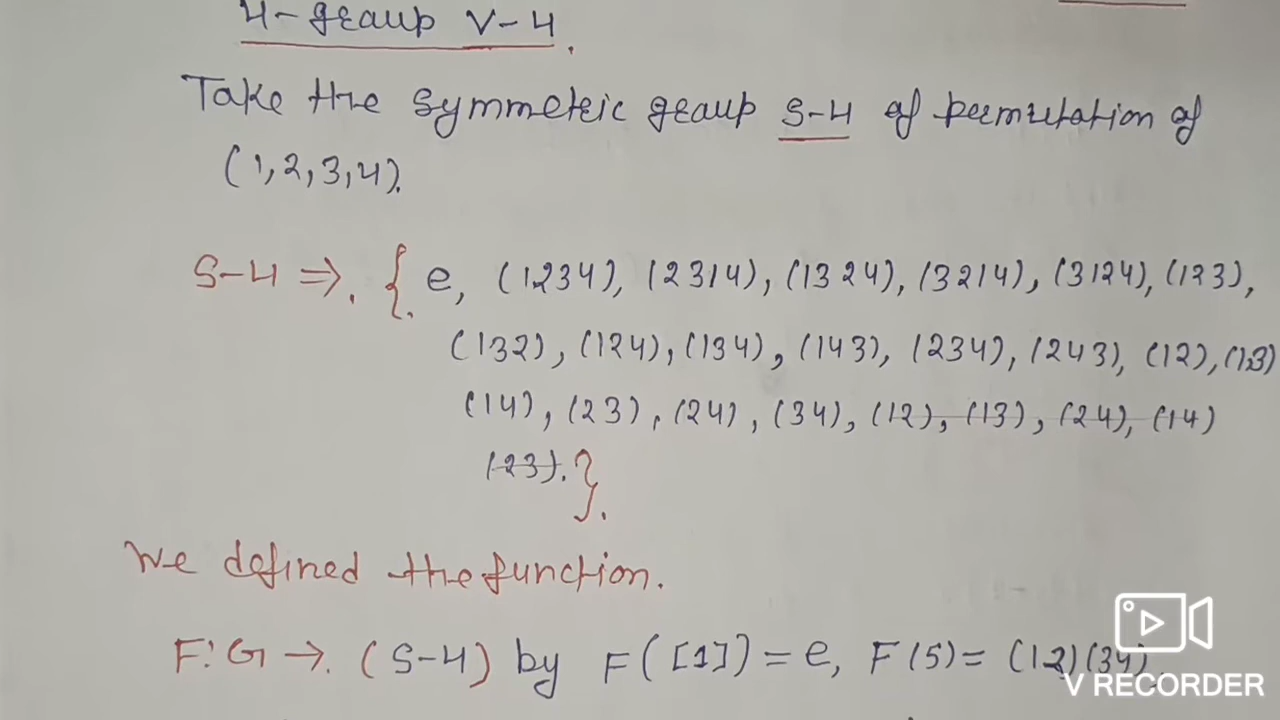 4-group V-4.
Take the symmetric group S-4 of permutation of
(1,2,3,4).
S-4 ⇒. { e, (1234), (2314), (1324), (3214), (3124), (123),
(132), (124), (134), (143), (234), (243), (12), (13)
(14), (23), (24), (34), (12), (13), (24), (14)
(23). }.
We defined the function.
F: G →. (S-4) by F([1]) = e, F(5) = (12)(34).
V RECORDER